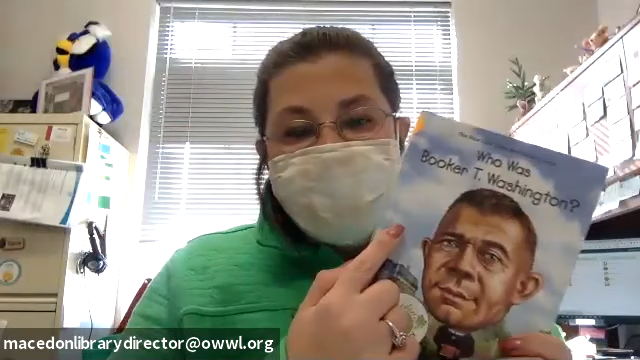 Who Was
Booker T. Washington?
macedonlibrarydirector@owwl.org